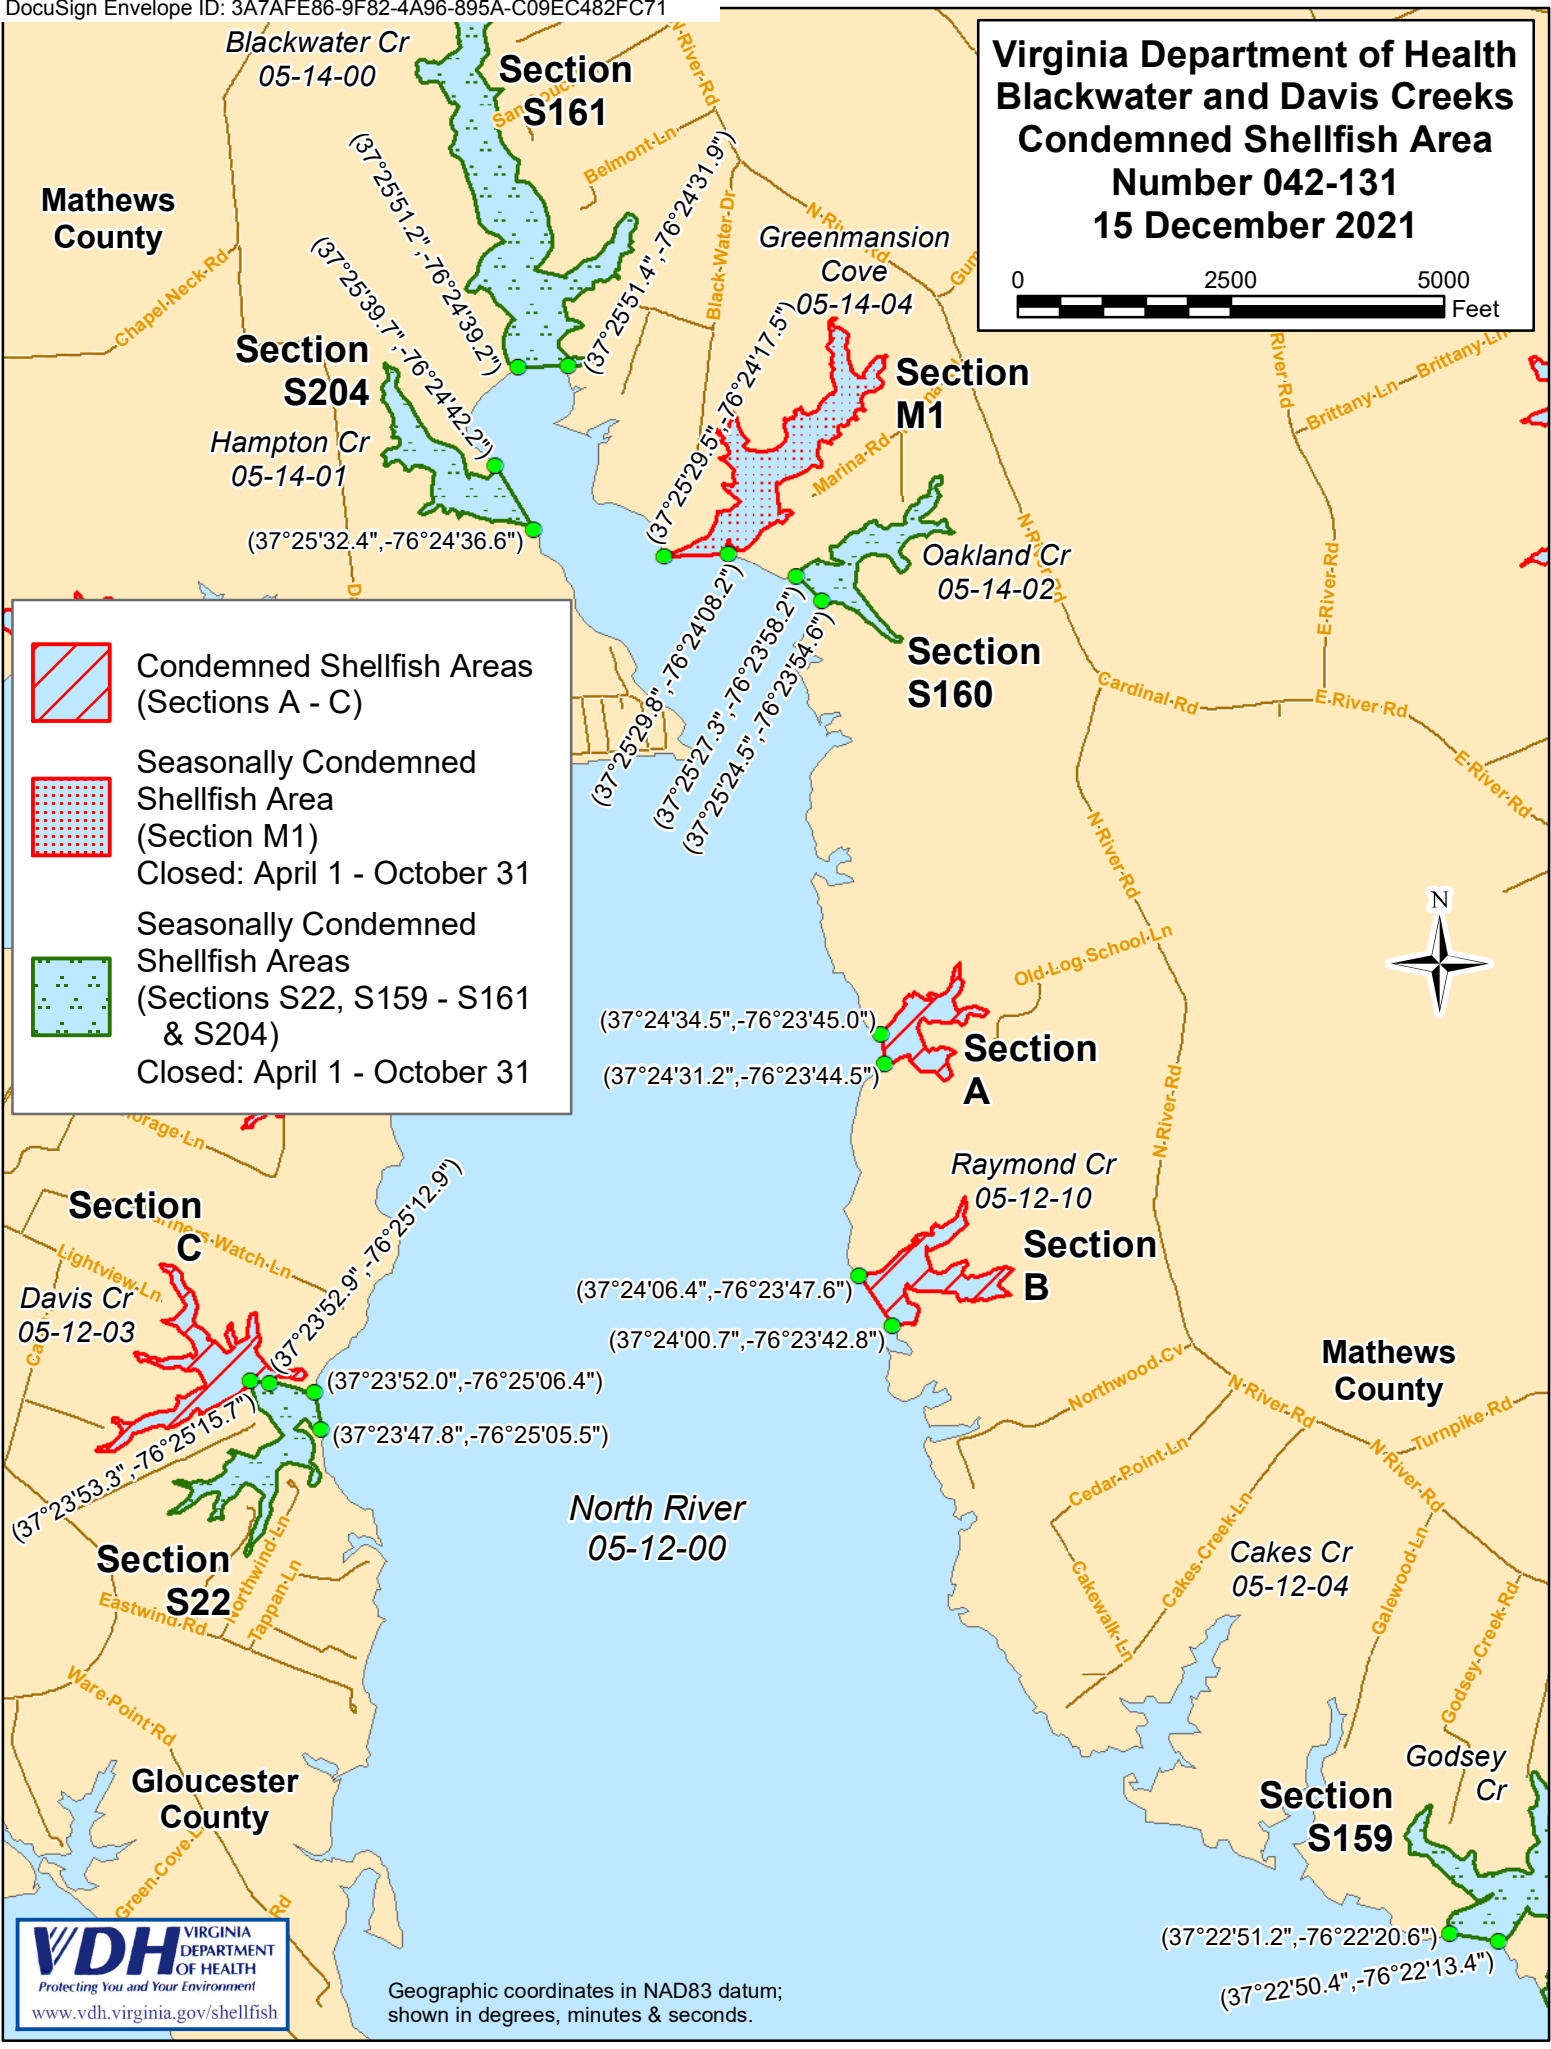 DocuSign Envelope ID: 3A7AFE86-9F82-4A96-895A-C09EC482FC71
Virginia Department of Health
Blackwater and Davis Creeks
Condemned Shellfish Area
Number 042-131
15 December 2021
0 2500 5000
Feet
Blackwater Cr
05-14-00
Section
S161
N-River-Rd
Belmont-Ln
Mathews
County
Chapel-Neck-Rd
(37°25'51.2",-76°24'39.2")
(37°25'51.4",-76°24'31.9")
(37°25'39.7",-76°24'42.2")
Black-Water-Dr
N-River-Rd
Greenmansion
Cove
05-14-04
Section
S204
Hampton Cr
05-14-01
(37°25'32.4",-76°24'36.6")
(37°25'29.5",-76°24'17.5")
Section
M1
Marina-Rd
River-Rd
Brittany-Ln
Brittany-Ln
N-River-Rd
Oakland Cr
05-14-02
Section
S160
(37°25'29.8",-76°24'08.2")
(37°25'27.3",-76°23'58.2")
(37°25'24.5",-76°23'54.6")
E-River-Rd
Cardinal-Rd
E-River Rd
E-River-Rd
N-River-Rd
Condemned Shellfish Areas
(Sections A - C)
Seasonally Condemned
Shellfish Area
(Section M1)
Closed: April 1 - October 31
Seasonally Condemned
Shellfish Areas
(Sections S22, S159 - S161
& S204)
Closed: April 1 - October 31
N
Old-Log-School-Ln
(37°24'34.5",-76°23'45.0")
(37°24'31.2",-76°23'44.5")
Section
A
N-River-Rd
Raymond Cr
05-12-10
Section
B
(37°24'06.4",-76°23'47.6")
(37°24'00.7",-76°23'42.8")
Section
C
Watch-Ln
Lightview-Ln
Davis Cr
05-12-03
(37°23'52.9",-76°25'12.9")
(37°23'52.0",-76°25'06.4")
(37°23'47.8",-76°25'05.5")
(37°23'53.3",-76°25'15.7")
Mathews
County
Northwood-Cv
N-River-Rd
Turnpike Rd
N-River-Rd
Cedar-Point-Ln
Cakes-Creek-Ln
Cakewalk-Ln
Cakes Cr
05-12-04
Galewood-Ln
Godsey-Creek-Rd
North River
05-12-00
Section
S22
Northwind-Ln
Tappan-Ln
Eastwind-Rd
Ware-Point-Rd
Gloucester
County
Green-Cove-L
Rd
Godsey
Cr
Section
S159
(37°22'51.2",-76°22'20.6")
(37°22'50.4",-76°22'13.4")
VDH VIRGINIA
DEPARTMENT
OF HEALTH
Protecting You and Your Environment
www.vdh.virginia.gov/shellfish
Geographic coordinates in NAD83 datum;
shown in degrees, minutes & seconds.